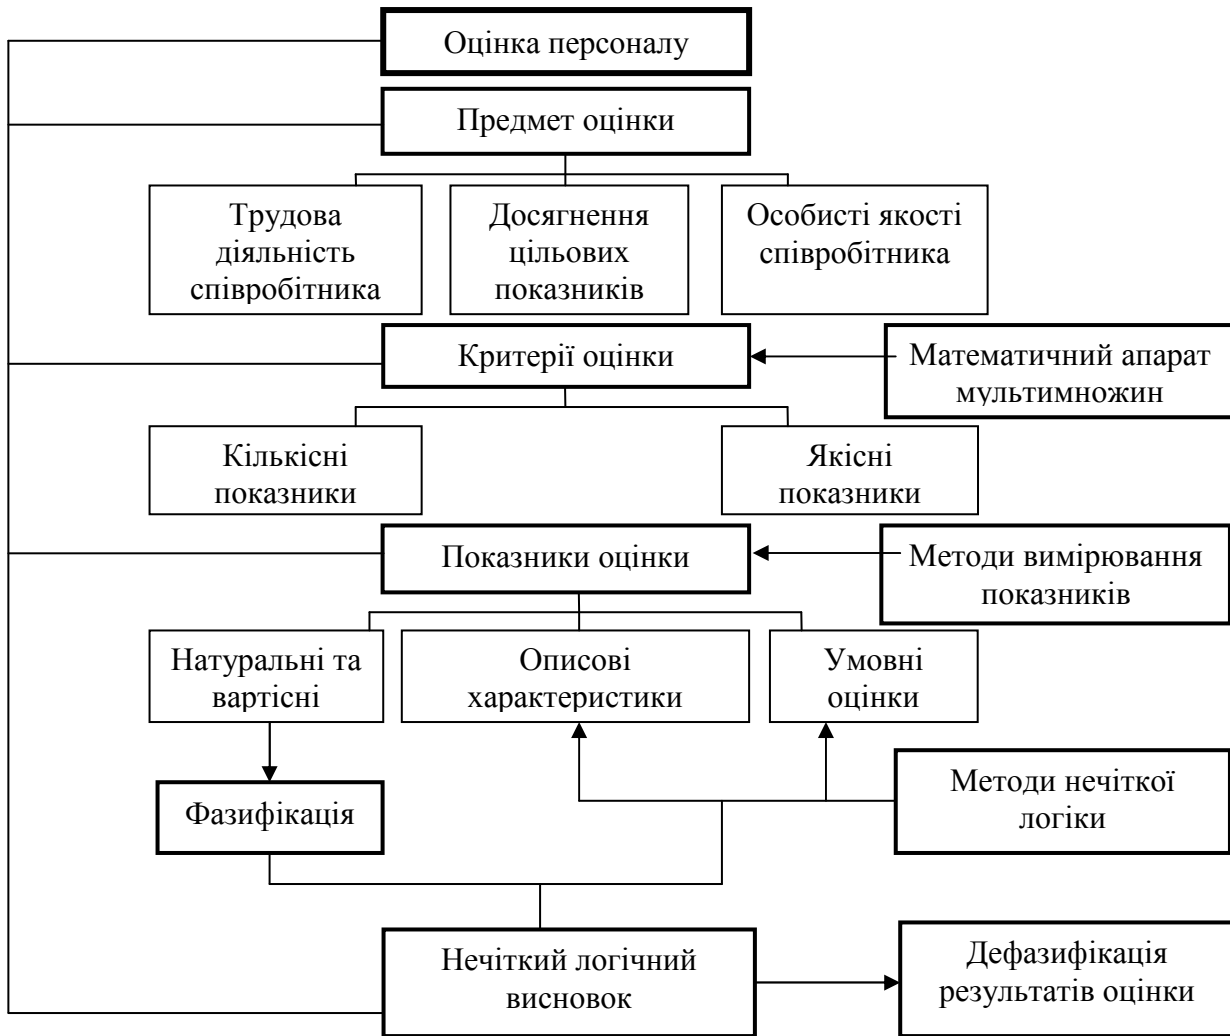 Оцінка персоналу
Предмет оцінки
Трудова
діяльність
співробітника
Досягнення
цільових
показників
Особисті якості
співробітника
Критерії оцінки
Математичний апарат
мультимножин
Кількісні
показники
Якісні
показники
Показники оцінки
Методи вимірювання
показників
Натуральні та
вартісні
Описові
характеристики
Умовні
оцінки
Фазифікація
Методи нечіткої
логіки
Нечіткий логічний
висновок
Дефазифікація
результатів оцінки